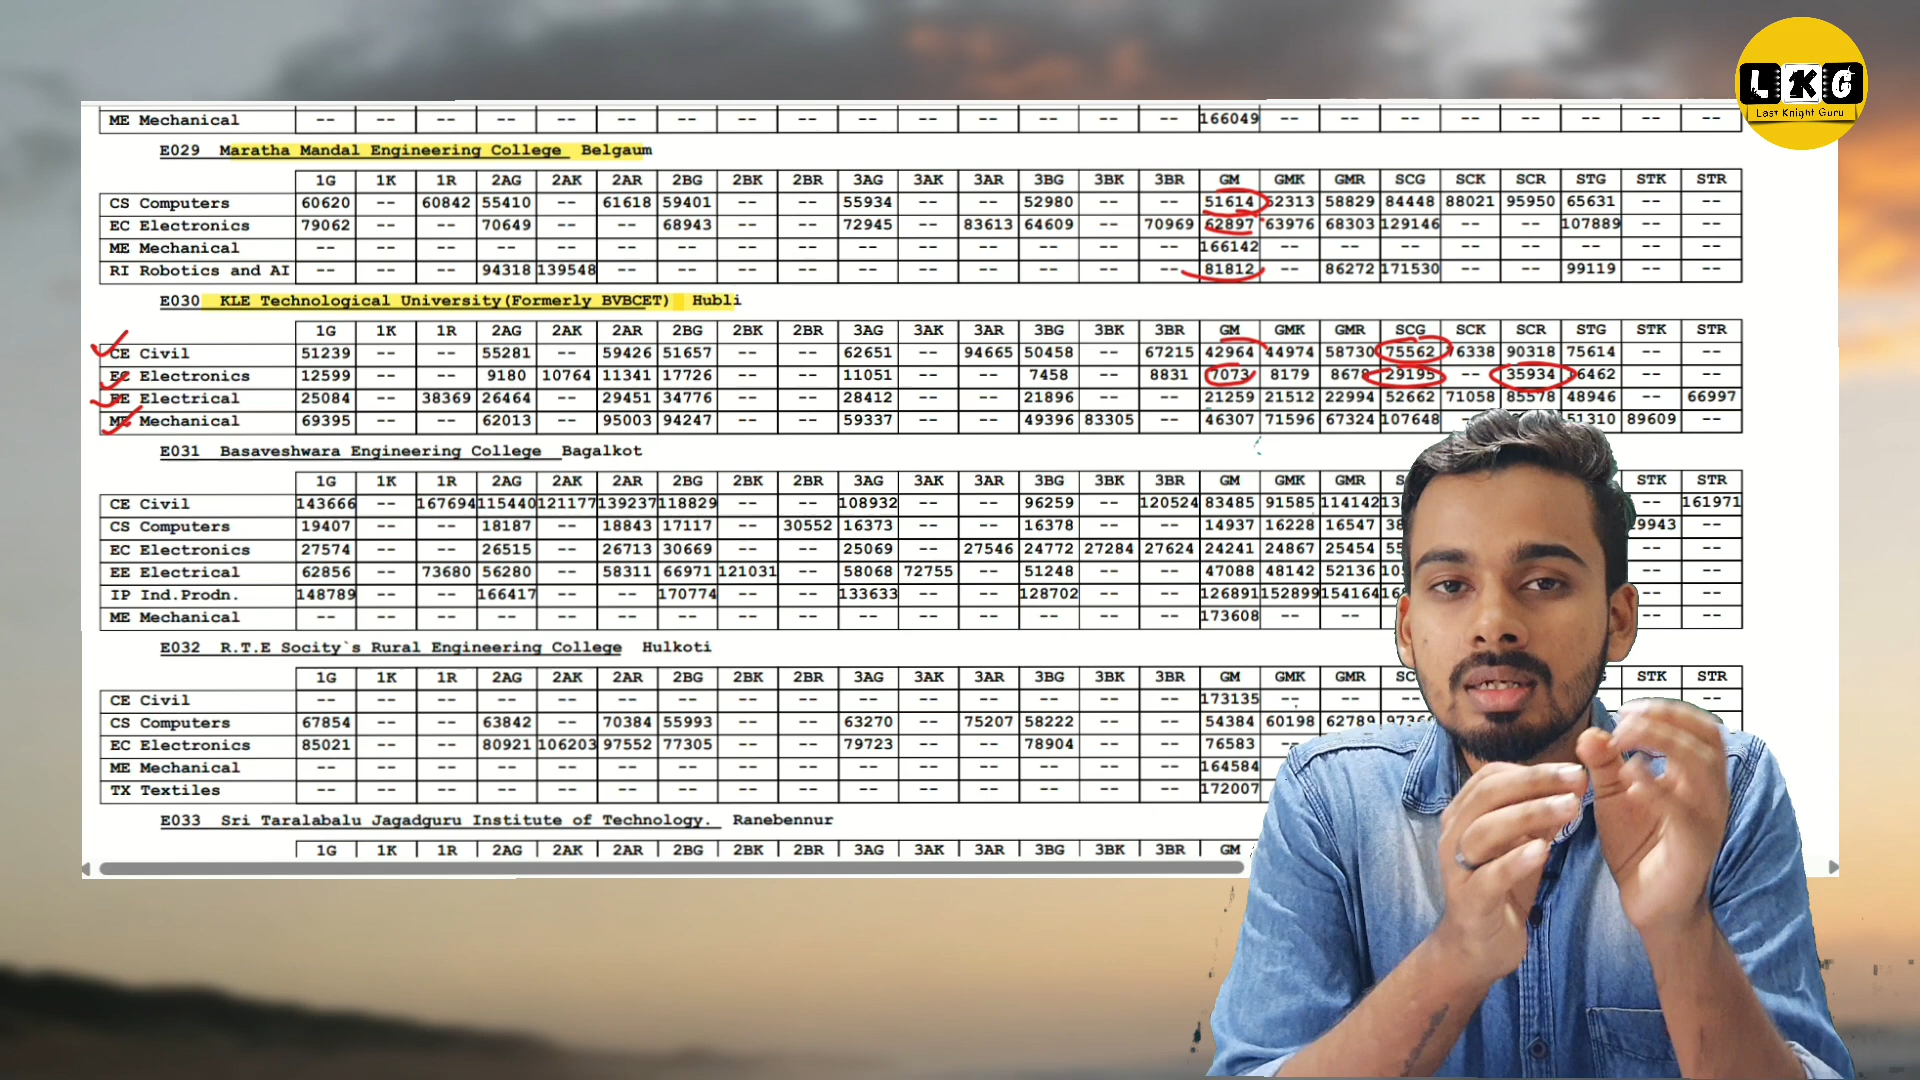 L K G
Last Knight Guru
ME Mechanical -- -- -- -- -- -- -- -- -- -- -- -- -- -- -- 166049 -- -- -- -- -- -- -- --
E029 Maratha Mandal Engineering College Belgaum
1G 1K 1R 2AG 2AK 2AR 2BG 2BK 2BR 3AG 3AK 3AR 3BG 3BK 3BR GM GMK GMR SCG SCK SCR STG STK STR
CS Computers 60620 -- 60842 55410 -- 61618 59401 -- -- 55934 -- -- 52980 -- -- 51614 52313 58829 84448 88021 95950 65631 -- --
EC Electronics 79062 -- -- 70649 -- -- 68943 -- -- 72945 -- 83613 64609 -- 70969 62897 63976 68303 129146 -- -- 107889 -- --
ME Mechanical -- -- -- -- -- -- -- -- -- -- -- -- -- -- -- 166142 -- -- -- -- -- -- -- --
RI Robotics and AI -- -- -- 94318 139548 -- -- -- -- -- -- -- -- -- -- 81812 -- 86272 171530 -- -- 99119 -- --
E030 KLE Technological University(Formerly BVBCET) Hubli
1G 1K 1R 2AG 2AK 2AR 2BG 2BK 2BR 3AG 3AK 3AR 3BG 3BK 3BR GM GMK GMR SCG SCK SCR STG STK STR
CE Civil 51239 -- -- 55281 -- 59426 51657 -- -- 62651 -- 94665 50458 -- 67215 42964 44974 58730 75562 76338 90318 75614 -- --
EC Electronics 12599 -- -- 9180 10764 11341 17726 -- -- 11051 -- -- 7458 -- 8831 7073 8179 8678 29195 -- 35934 16462 -- --
EE Electrical 25084 -- 38369 26464 -- 29451 34776 -- -- 28412 -- -- 21896 -- -- 21259 21512 22994 52662 71058 85578 48946 -- 66997
ME Mechanical 69395 -- -- 62013 -- 95003 94247 -- -- 59337 -- -- 49396 83305 -- 46307 71596 67324 107648 51310 89609 --
E031 Basaveshwara Engineering College Bagalkot
1G 1K 1R 2AG 2AK 2AR 2BG 2BK 2BR 3AG 3AK 3AR 3BG 3BK 3BR GM GMK GMR STK STR
CE Civil 143666 -- 167694 115440 121177 139237 118829 -- -- 108932 -- -- 96259 -- 120524 83485 91585 114142 -- 161971
CS Computers 19407 -- -- 18187 -- 18843 17117 -- 30552 16373 -- -- 16378 -- -- 14937 16228 16547 --
EC Electronics 27574 -- -- 26515 -- 26713 30669 -- -- 25069 -- 27546 24772 27284 27624 24241 24867 25454 -- --
EE Electrical 62856 -- 73680 56280 -- 58311 66971 121031 -- 58068 72755 -- 51248 -- -- 47088 48142 52136 -- --
IP Ind.Prodn. 148789 -- -- 166417 -- -- 170774 -- -- 133633 -- -- 128702 -- -- 126891 152899 154164 -- --
ME Mechanical -- -- -- -- -- -- -- -- -- -- -- -- -- -- -- 173608 -- -- -- --
E032 R.T.E Socity`s Rural Engineering College Hulkoti
1G 1K 1R 2AG 2AK 2AR 2BG 2BK 2BR 3AG 3AK 3AR 3BG 3BK 3BR GM GMK GMR STK STR
CE Civil -- -- -- -- -- -- -- -- -- -- -- -- -- -- -- 173135 -- -- -- -- --
CS Computers 67854 -- -- 63842 -- 70384 55993 -- -- 63270 -- 75207 58222 -- -- 54384 60198 62789
EC Electronics 85021 -- -- 80921 106203 97552 77305 -- -- 79723 -- -- 78904 -- -- 76583 --
ME Mechanical -- -- -- -- -- -- -- -- -- -- -- -- -- -- -- 164584
TX Textiles -- -- -- -- -- -- -- -- -- -- -- -- -- -- -- 172007
E033 Sri Taralabalu Jagadguru Institute of Technology. Ranebennur
1G 1K 1R 2AG 2AK 2AR 2BG 2BK 2BR 3AG 3AK 3AR 3BG 3BK 3BR GM